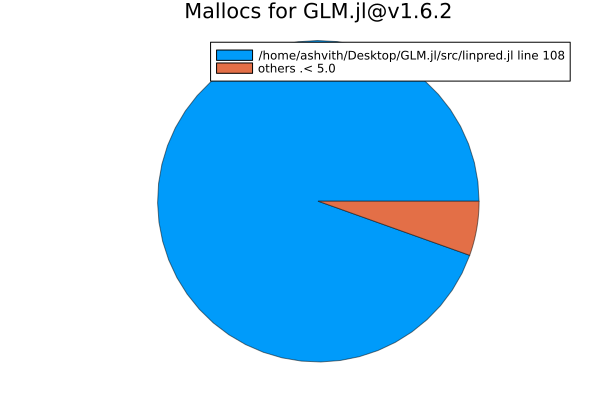 Mallocs for GLM.jl@v1.6.2
/home/ashvith/Desktop/GLM.jl/src/linpred.jl line 108
others .< 5.0